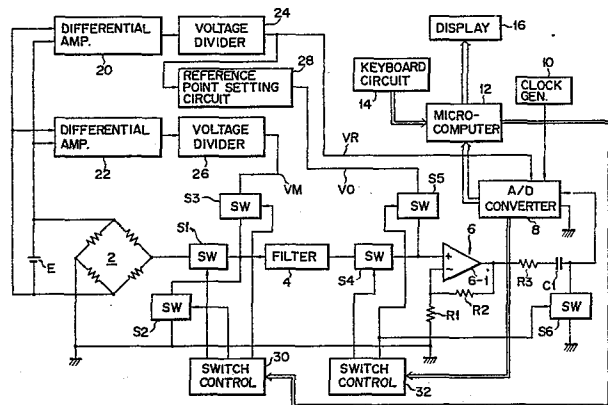 DIFFERENTIAL
AMP.
20
24
VOLTAGE
DIVIDER
28
REFERENCE
POINT SETTING
CIRCUIT
DISPLAY
16
KEYBOARD
CIRCUIT
14
12
MICRO-
COMPUTER
10
CLOCK
GEN.
DIFFERENTIAL
AMP.
22
VOLTAGE
DIVIDER
26
VR
VM
VO
S3
SW
S5
SW
A/D
CONVERTER
8
E
2
S1
SW
FILTER
4
SW
S4
6
+
-
6-1
R3
C1
R2
R1
S2
SW
SW
S6
30
SWITCH
CONTROL
SWITCH
CONTROL
32